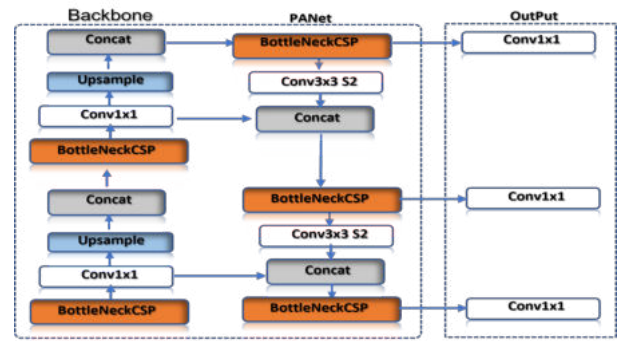 Backbone
PANet
OutPut
Concat
BottleNeckCSP
Conv1x1
Upsample
Conv3x3 S2
Conv1x1
Concat
BottleNeckCSP
Concat
BottleNeckCSP
Conv1x1
Upsample
Conv3x3 S2
Conv1x1
Concat
BottleNeckCSP
BottleNeckCSP
Conv1x1